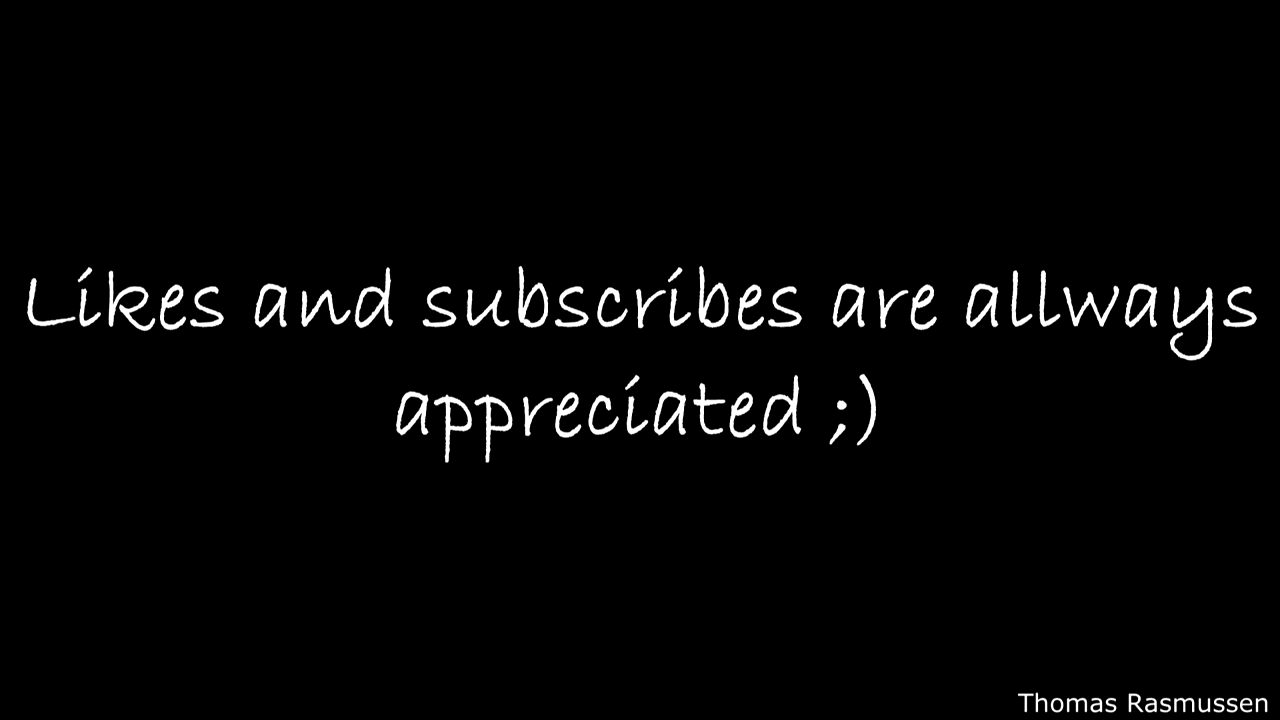 Likes and subscribes are allways
appreciated ;)
Thomas Rasmussen